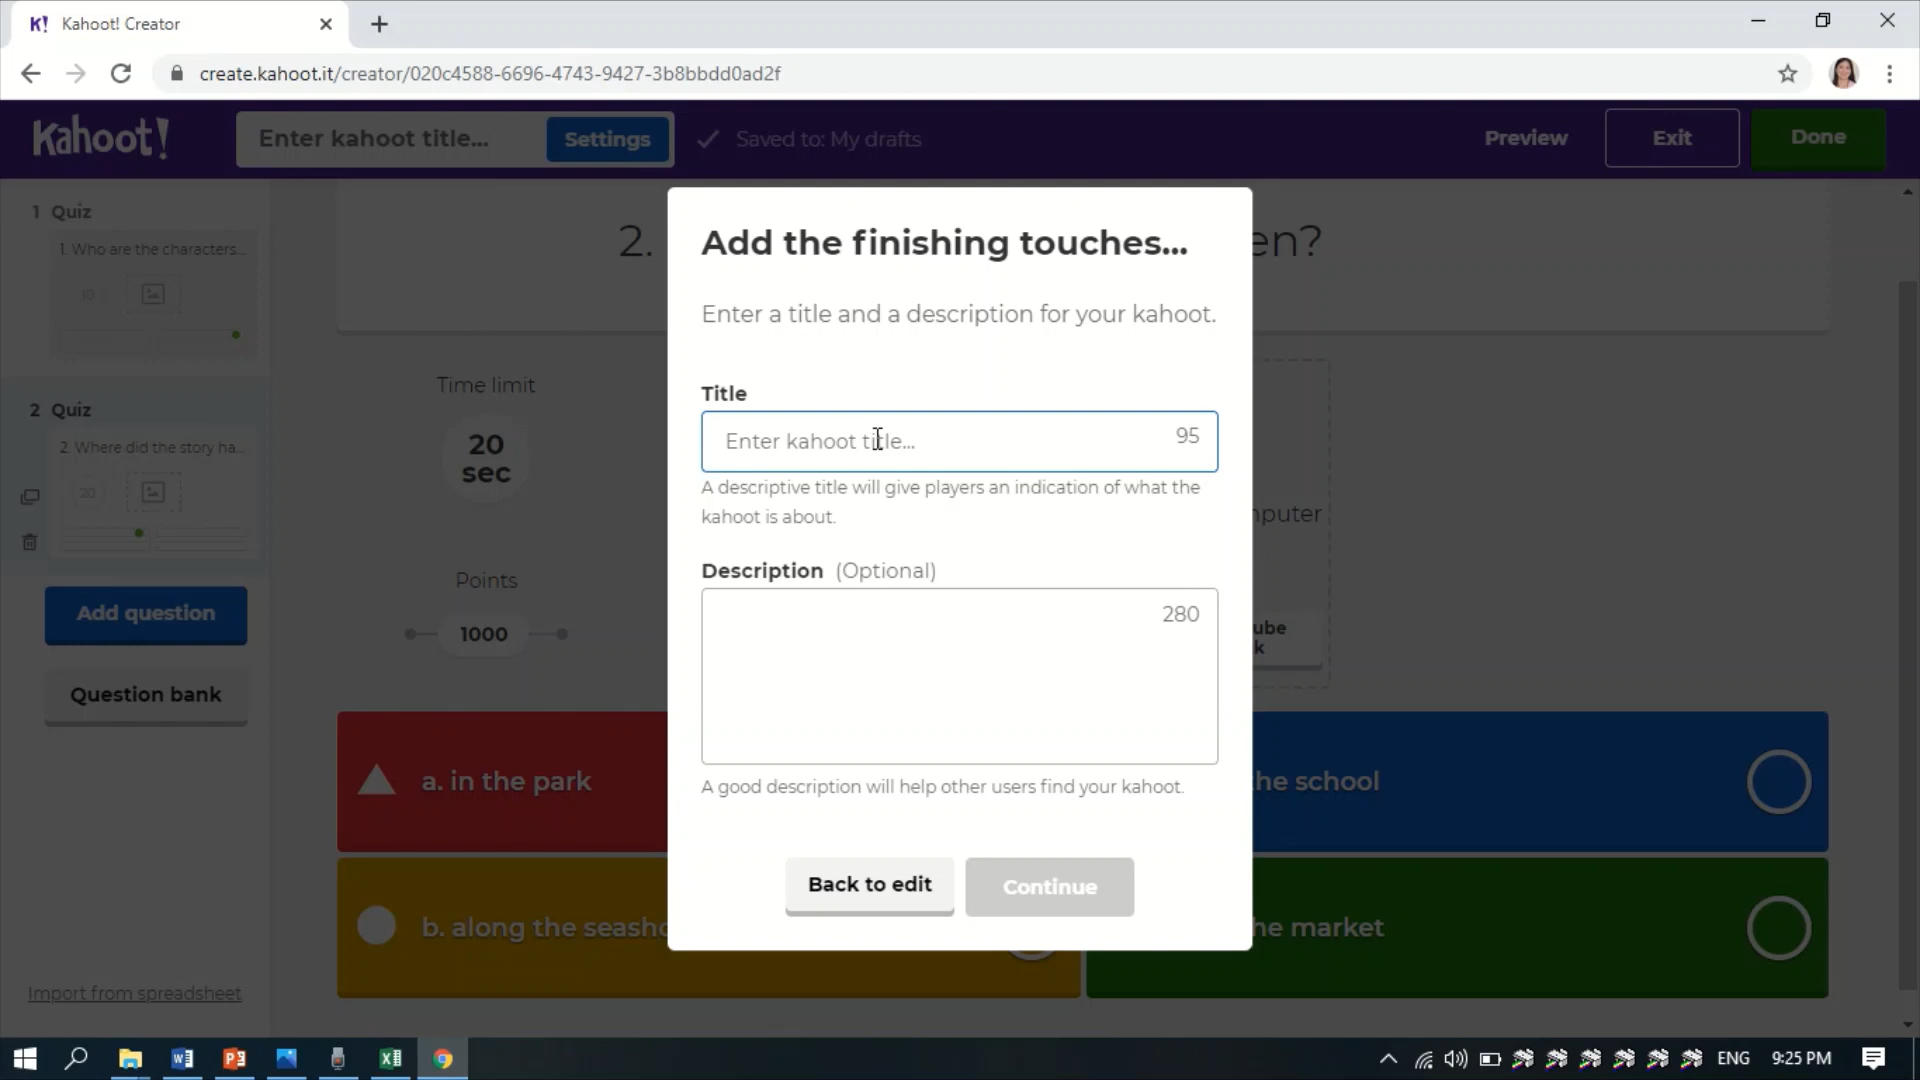 K! Kahoot! Creator
create.kahoot.it/creator/020c4588-6696-4743-9427-3b8bbdd0ad2f
Kahoot!
Enter kahoot title...
Settings
Saved to: My drafts
Preview
Exit
Done
1 Quiz
1. Who are the characters...
10
2 Quiz
2. Where did the story ha...
20
Add question
Question bank
Import from spreadsheet
2.
en?
Time limit
20
sec
Points
1000
nputer
ube
k
a. in the park
he school
b. along the seasho
he market
Add the finishing touches...
Enter a title and a description for your kahoot.
Title
Enter kahoot title...
95
A descriptive title will give players an indication of what the
kahoot is about.
Description (Optional)
280
A good description will help other users find your kahoot.
Back to edit
Continue
ENG
9:25 PM